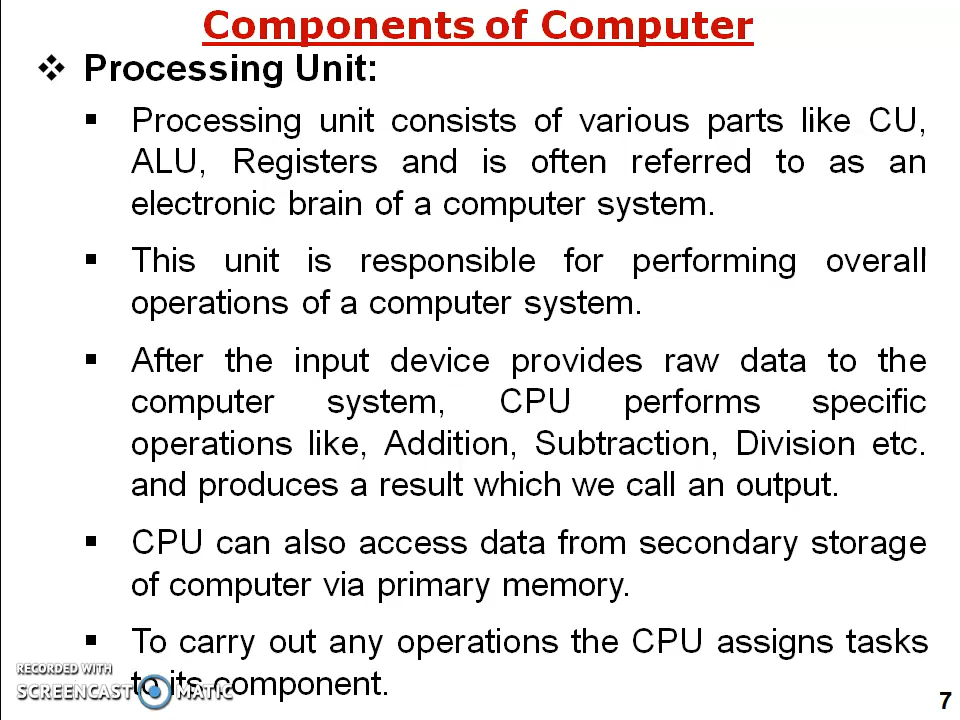 Components of Computer
❖ Processing Unit:
▪ Processing unit consists of various parts like CU,
ALU, Registers and is often referred to as an
electronic brain of a computer system.
▪ This unit is responsible for performing overall
operations of a computer system.
▪ After the input device provides raw data to the
computer system, CPU performs specific
operations like, Addition, Subtraction, Division etc.
and produces a result which we call an output.
▪ CPU can also access data from secondary storage
of computer via primary memory.
▪ To carry out any operations the CPU assigns tasks
to its component.
RECORDED WITH
SCREENCAST MATIC
7